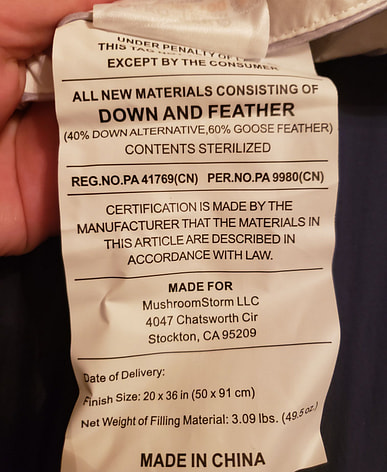 UNDER PENALTY OF
THIS TAG
EXCEPT BY THE CONSUMER
ALL NEW MATERIALS CONSISTING OF
DOWN AND FEATHER
(40% DOWN ALTERNATIVE,60% GOOSE FEATHER)
CONTENTS STERILIZED
REG.NO.PA 41769(CN) PER.NO.PA 9980(CN)
CERTIFICATION IS MADE BY THE
MANUFACTURER THAT THE MATERIALS IN
THIS ARTICLE ARE DESCRIBED IN
ACCORDANCE WITH LAW.
MADE FOR
MushroomStorm LLC
4047 Chatsworth Cir
Stockton, CA 95209
Date of Delivery:
Finish Size: 20 x 36 in (50 x 91 cm)
Net Weight of Filling Material: 3.09 lbs. (49.5 oz.)
MADE IN CHINA